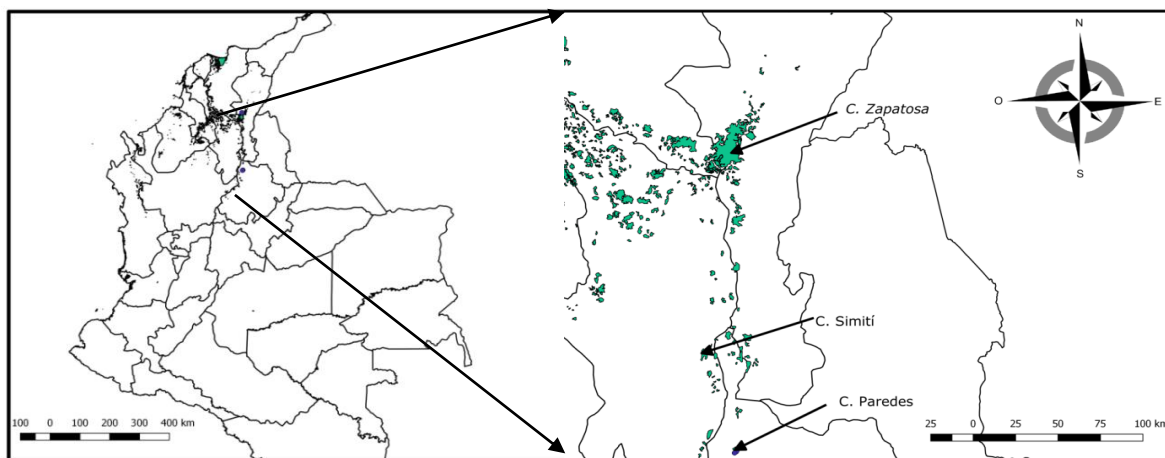 N
O
E
S
C. Zapatosa
C. Simití
C. Paredes
100 0 100 200 300 400 km
25 0 25 50 75 100 km